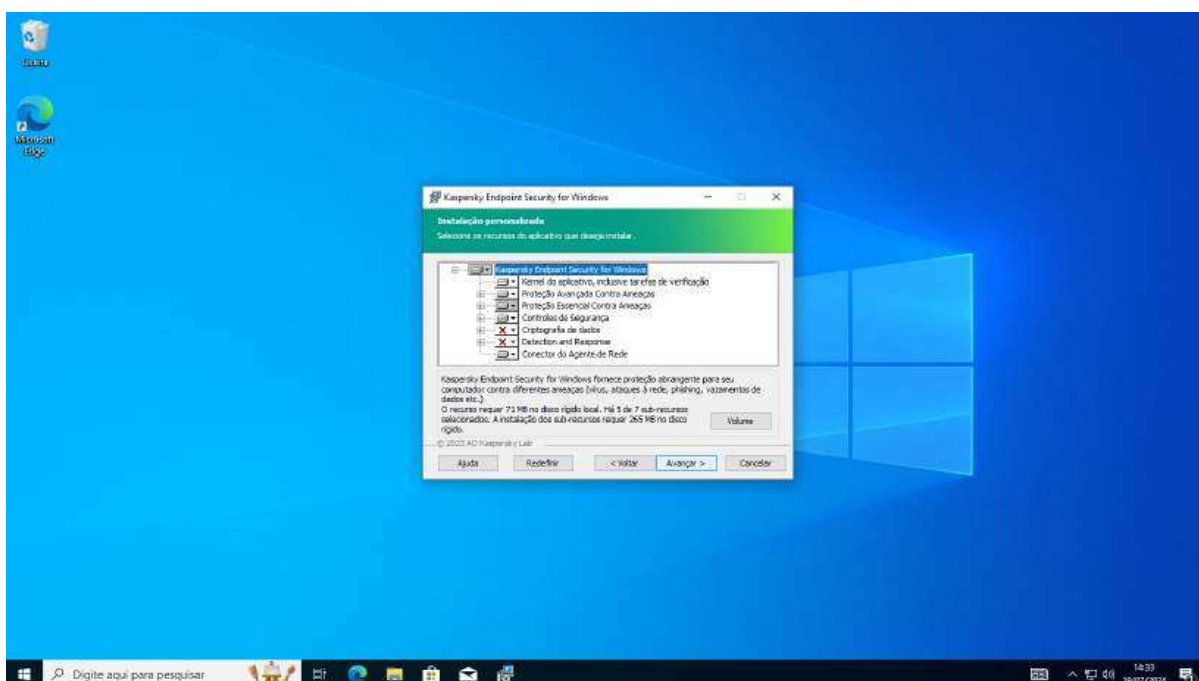 Microsoft
Edge
Kaspersky Endpoint Security for Windows
Instalação personalizada
Selecione os recursos do aplicativo que deseja instalar.
Kaspersky Endpoint Security for Windows
Kernel do aplicativo, inclusive tarefas de verificação
Proteção Avançada Contra Ameaças
Proteção Essencial Contra Ameaças
Controles de Segurança
Criptografia de dados
Detection and Response
Conector do Agente de Rede
Kaspersky Endpoint Security for Windows fornece proteção abrangente para seu
computador contra diferentes ameaças (vírus, ataques à rede, phishing, vazamentos de
dados etc.)
O recurso requer 71 MB no disco rígido local. Há 5 de 7 sub-recursos
selecionados. A instalação dos sub-recursos requer 265 MB no disco
rígido.
Volume
© 2023 AO Kaspersky Lab
Ajuda
Redefinir
< Voltar
Avançar >
Cancelar
Digite aqui para pesquisar
14:33